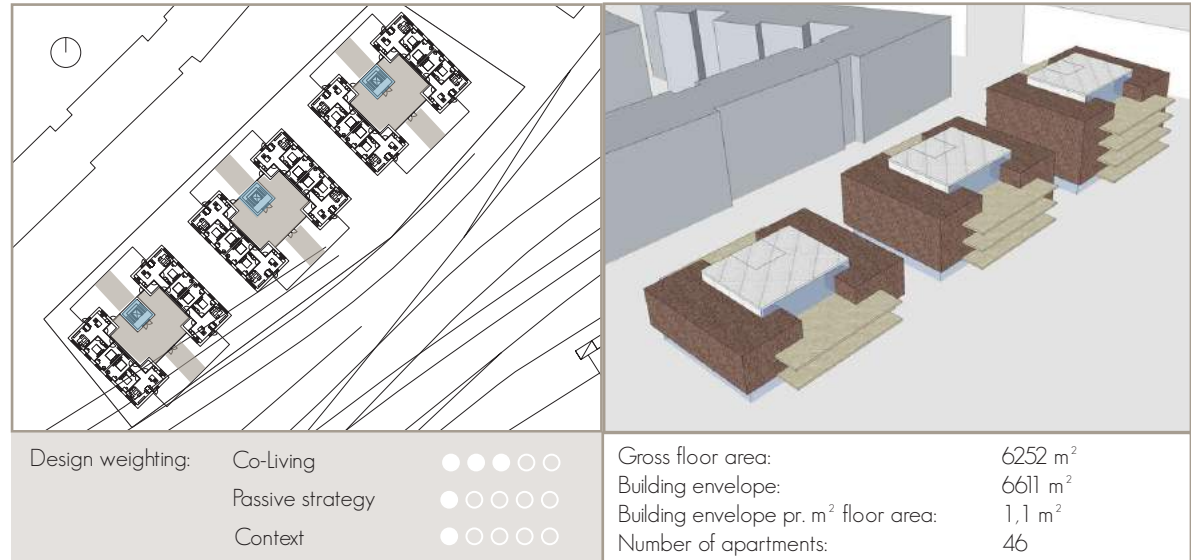 Design weighting: Co-Living
Passive strategy
Context
Gross floor area: 6252 m²
Building envelope: 6611 m²
Building envelope pr. m² floor area: 1,1 m²
Number of apartments: 46